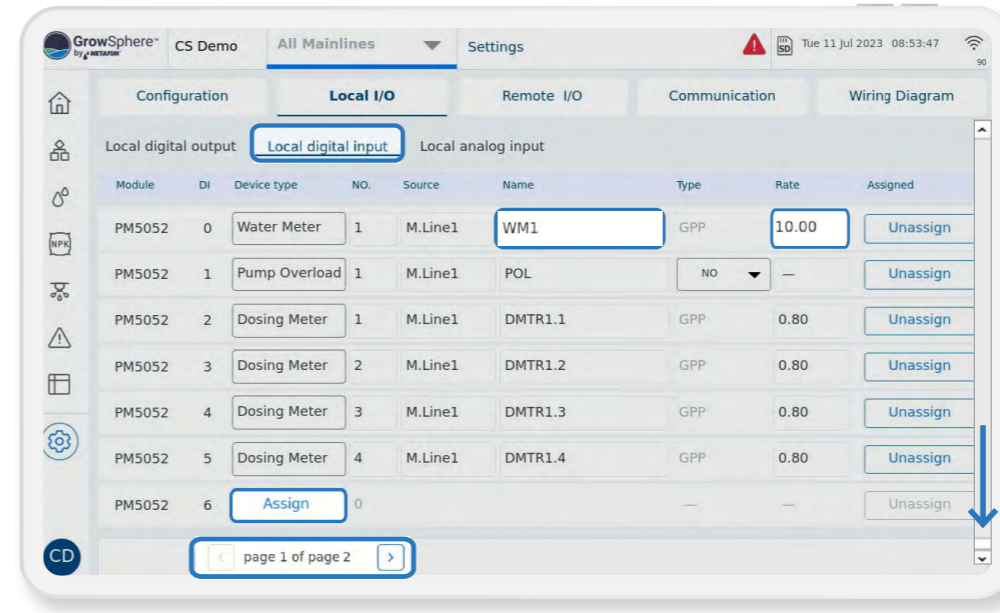 GrowSphere™ CS Demo All Mainlines Settings SD Tue 11 Jul 2023 08:53:47
by NETAFIM 90
Configuration Local I/O Remote I/O Communication Wiring Diagram
Local digital output Local digital input Local analog input
Module DI Device type NO. Source Name Type Rate Assigned
PM5052 0 Water Meter 1 M.Line1 WM1 GPP 10.00 Unassign
PM5052 1 Pump Overload 1 M.Line1 POL NO — Unassign
PM5052 2 Dosing Meter 1 M.Line1 DMTR1.1 GPP 0.80 Unassign
NPK
PM5052 3 Dosing Meter 2 M.Line1 DMTR1.2 GPP 0.80 Unassign
PM5052 4 Dosing Meter 3 M.Line1 DMTR1.3 GPP 0.80 Unassign
PM5052 5 Dosing Meter 4 M.Line1 DMTR1.4 GPP 0.80 Unassign
PM5052 6 Assign 0 — — Unassign
CD < page 1 of page 2 >